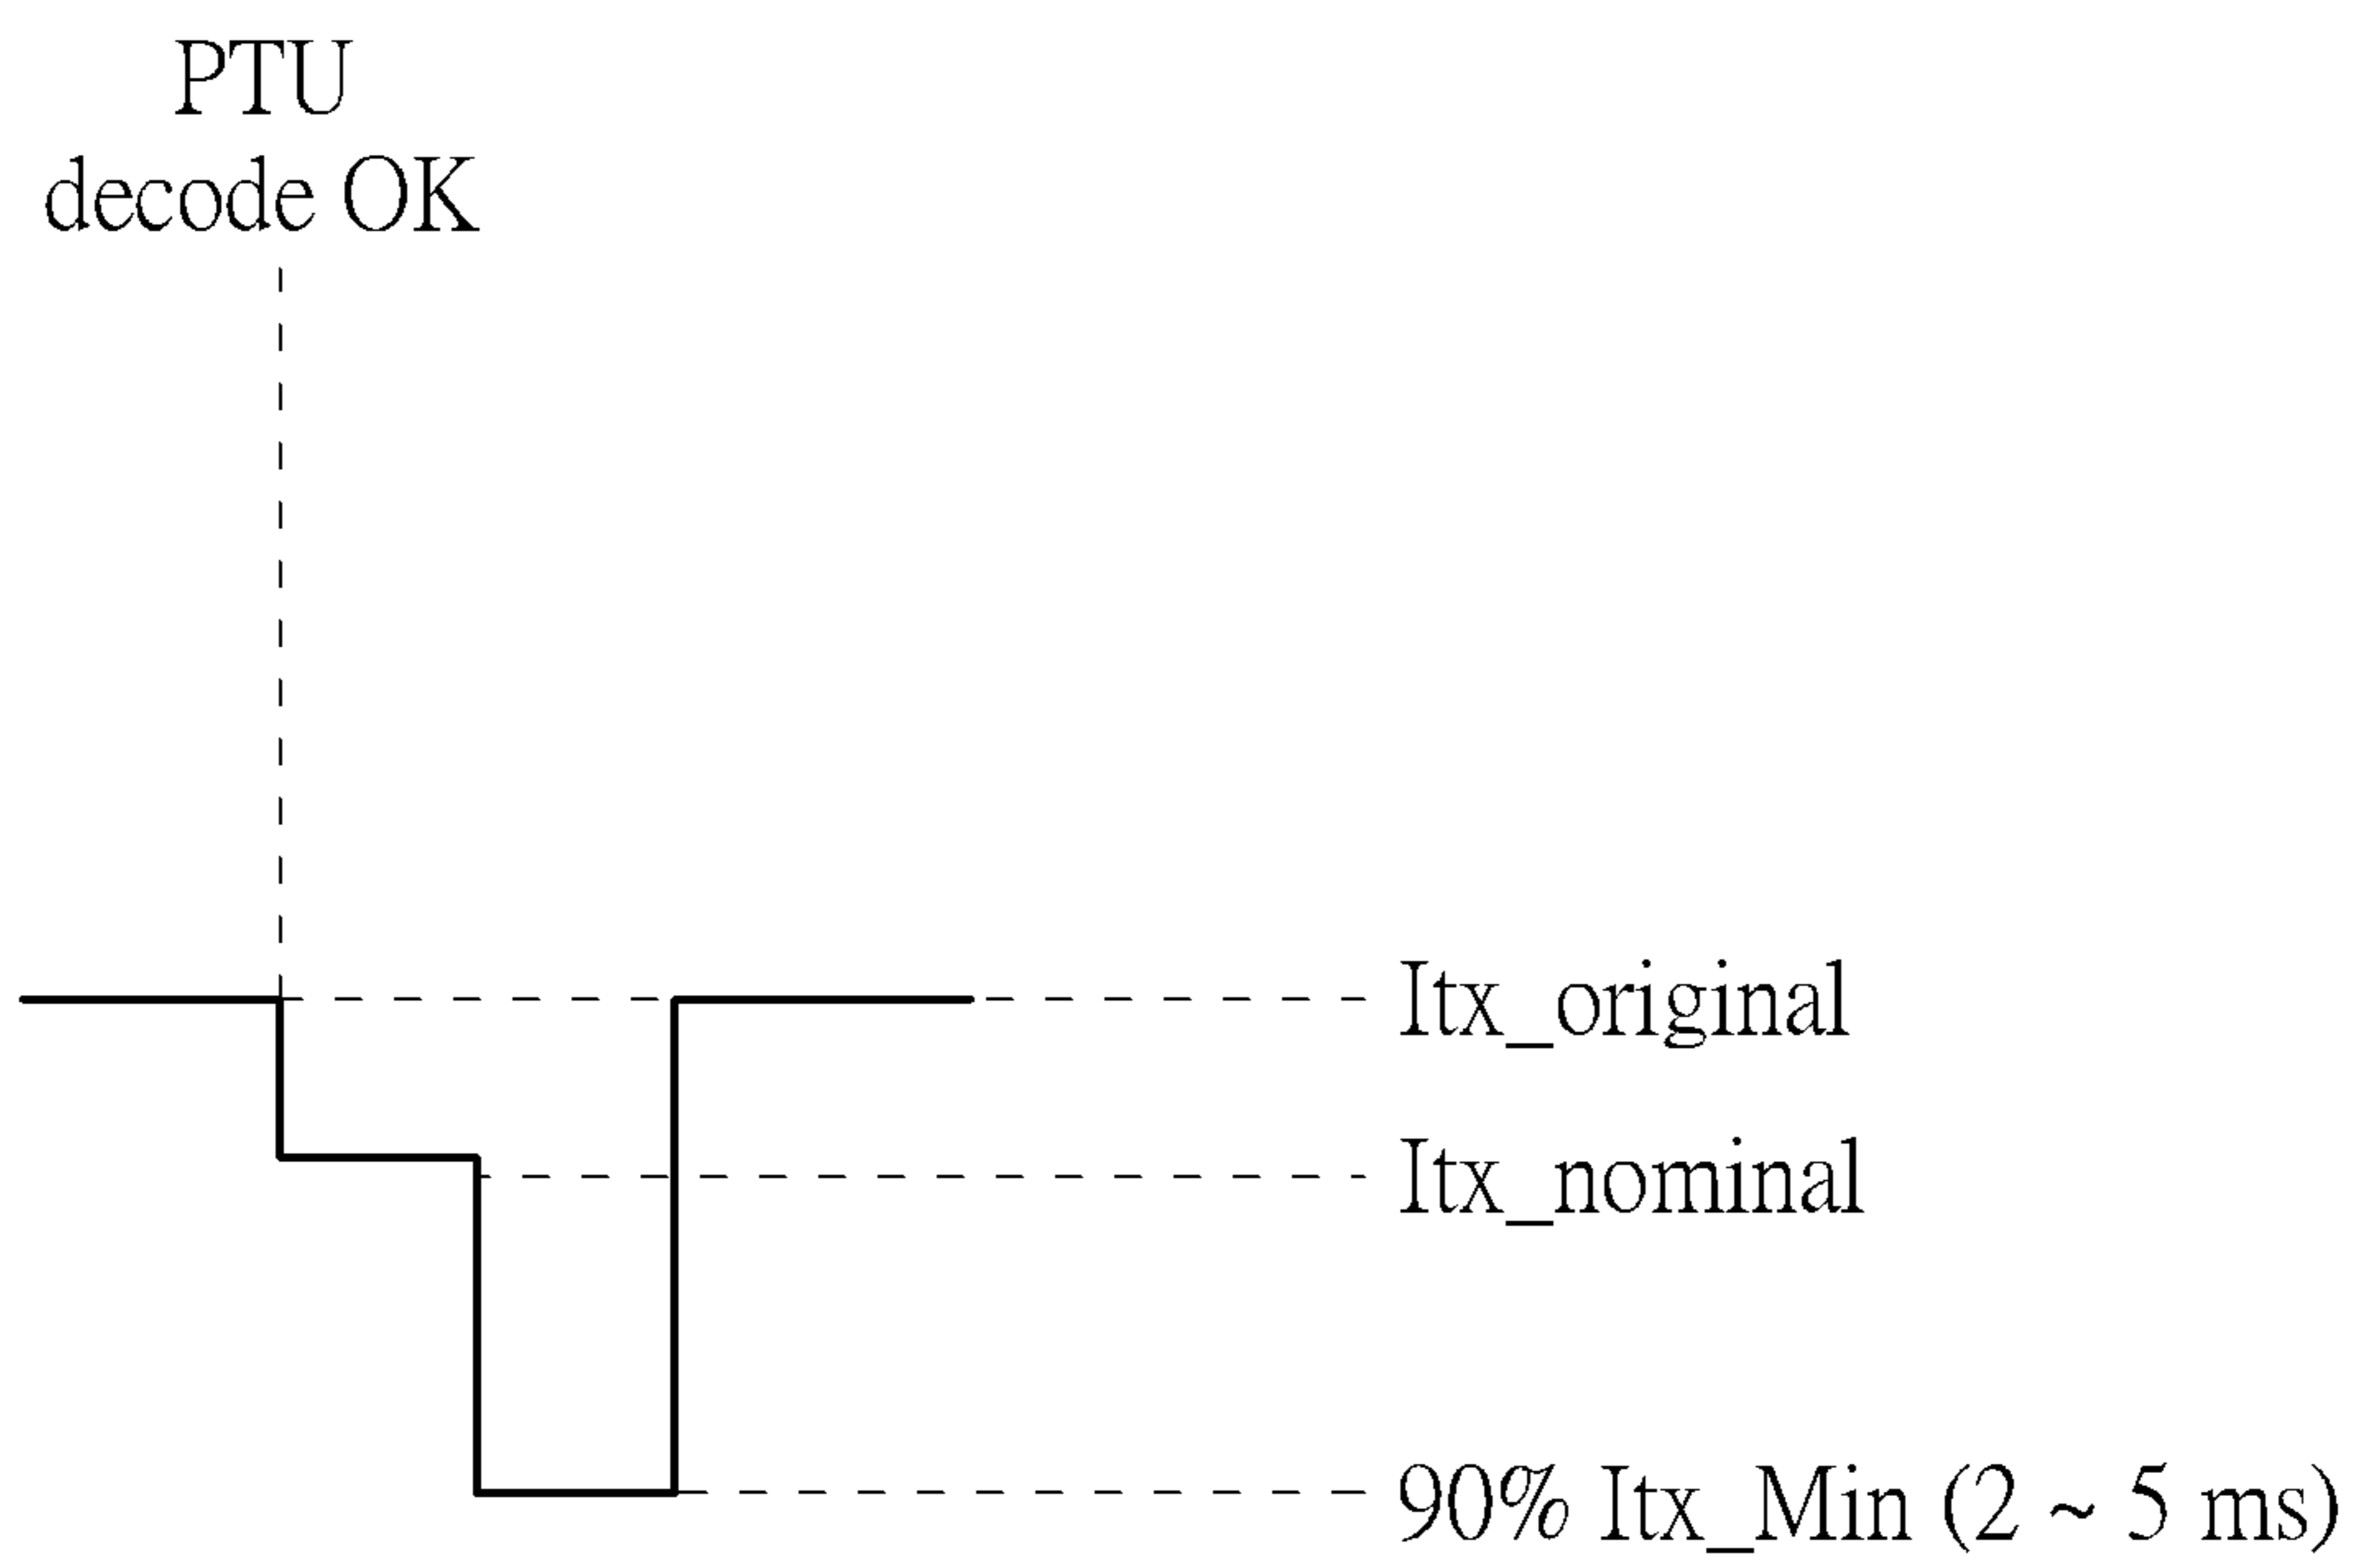 PTU
decode OK
Itx_original
Itx_nominal
90% Itx_Min (2 ~ 5 ms)